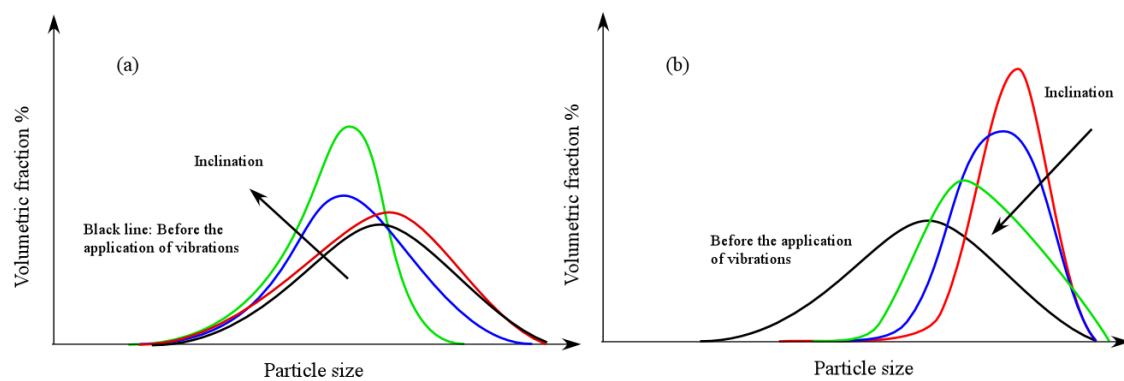 (a)
Inclination
Black line: Before the
application of vibrations
Volumetric fraction %
Particle size
(b)
Inclination
Before the application
of vibrations
Volumetric fraction %
Particle size